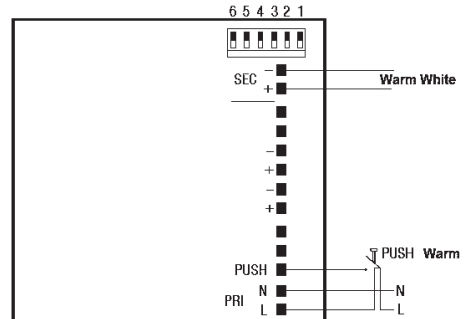 6 5 4 3 2 1
SEC
−
+
Warm White
−
+
−
+
PUSH
PUSH Warm
PRI
N
L
N
L